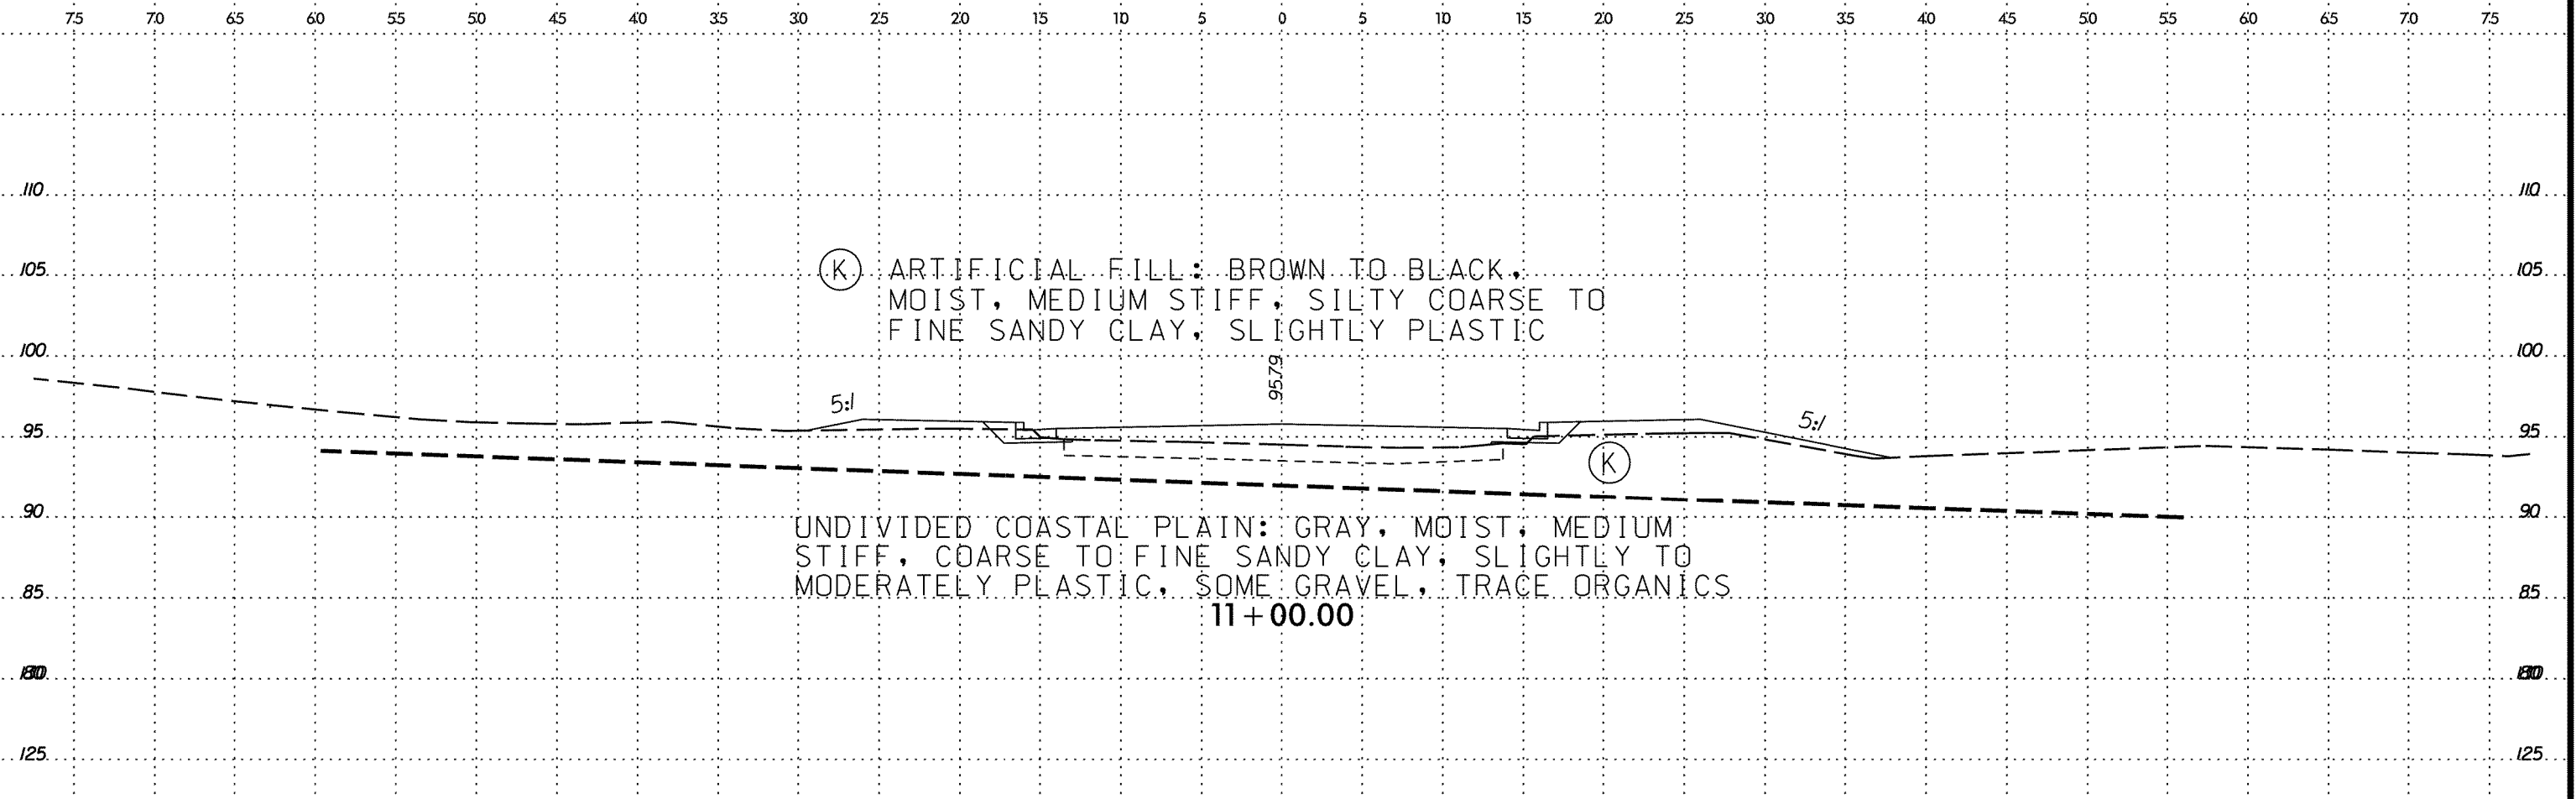 75 70 65 60 55 50 45 40 35 30 25 20 15 10 5 0 5 10 15 20 25 30 35 40 45 50 55 60 65 70 75
110 110
K ARTIFICIAL FILL: BROWN TO BLACK,
105 105
MOIST, MEDIUM STIFF, SILTY COARSE TO
FINE SANDY CLAY, SLIGHTLY PLASTIC
100 100
95.79
5:1 5:1
95 95
K
90 90
UNDIVIDED COASTAL PLAIN: GRAY, MOIST, MEDIUM
STIFF, COARSE TO FINE SANDY CLAY, SLIGHTLY TO
MODERATELY PLASTIC, SOME GRAVEL, TRACE ORGANICS
85 85
11+00.00
125 125